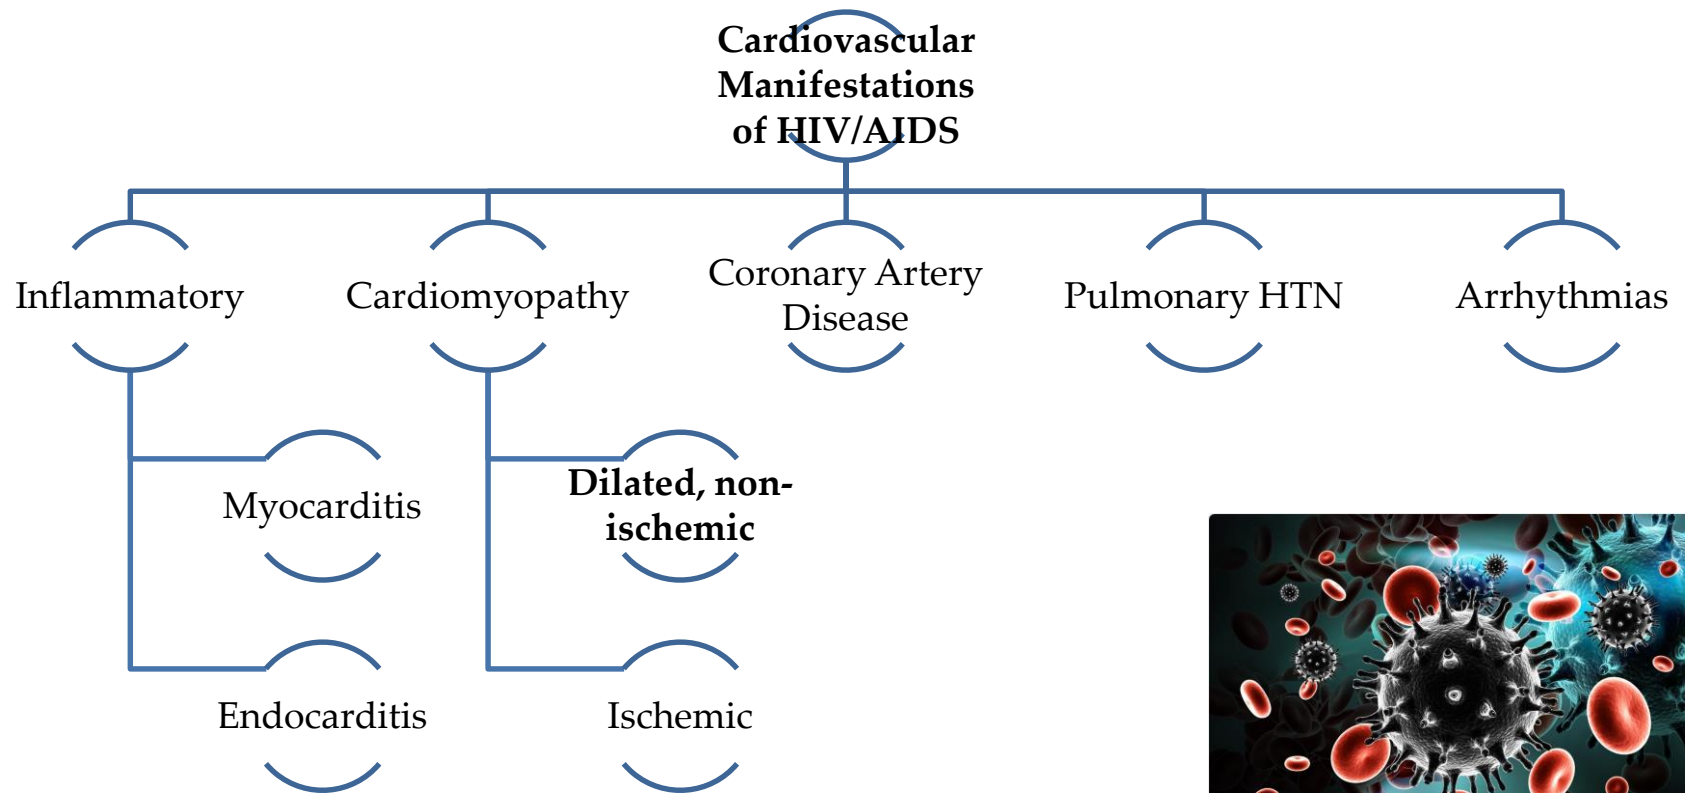 Cardiovascular
Manifestations
of HIV/AIDS
Inflammatory
Cardiomyopathy
Coronary Artery
Disease
Pulmonary HTN
Arrhythmias
Myocarditis
Dilated, non-
ischemic
Endocarditis
Ischemic